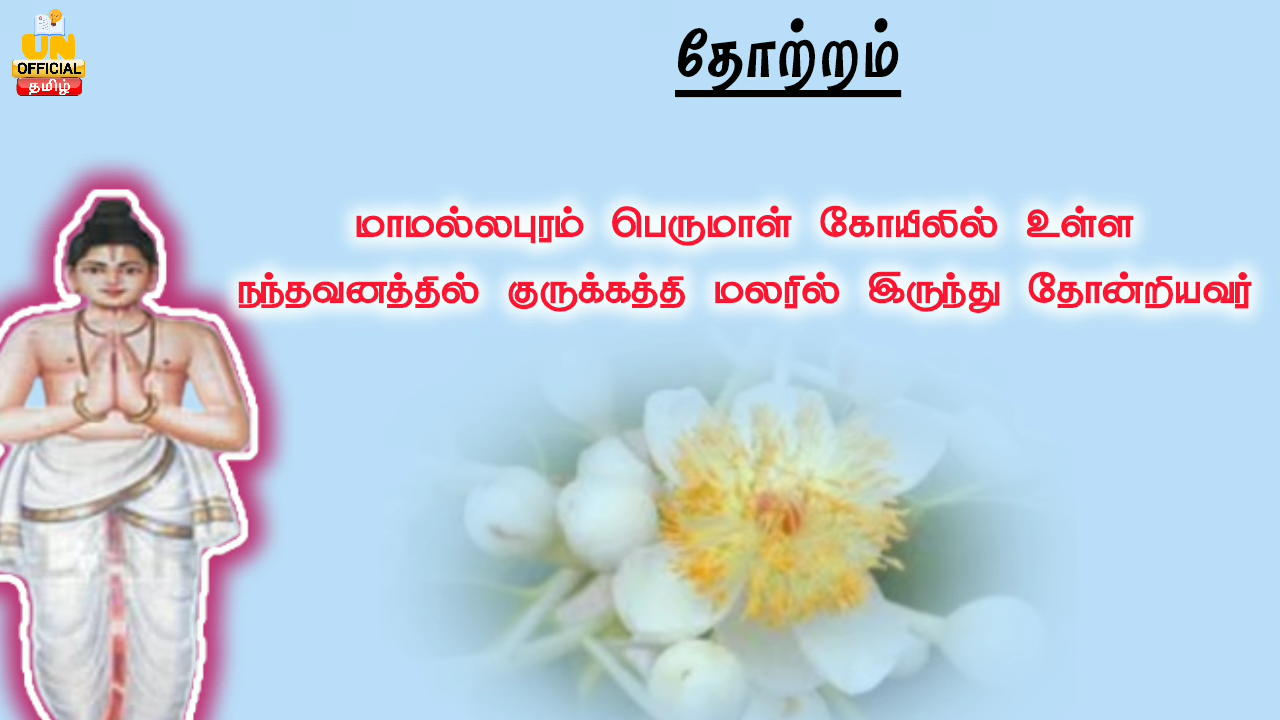 UN
OFFICIAL
தமிழ்
தோற்றம்
மாமல்லபுரம் பெருமாள் கோயிலில் உள்ள
நந்தவனத்தில் குருக்கத்தி மலரில் இருந்து தோன்றியவர்